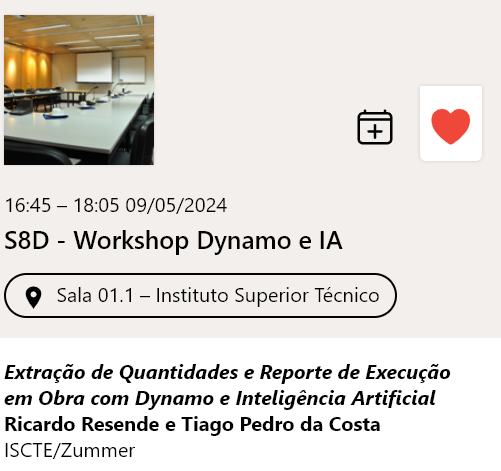 16:45 – 18:05 09/05/2024
S8D - Workshop Dynamo e IA
Sala 01.1 – Instituto Superior Técnico
Extração de Quantidades e Reporte de Execução
em Obra com Dynamo e Inteligência Artificial
Ricardo Resende e Tiago Pedro da Costa
ISCTE/Zummer